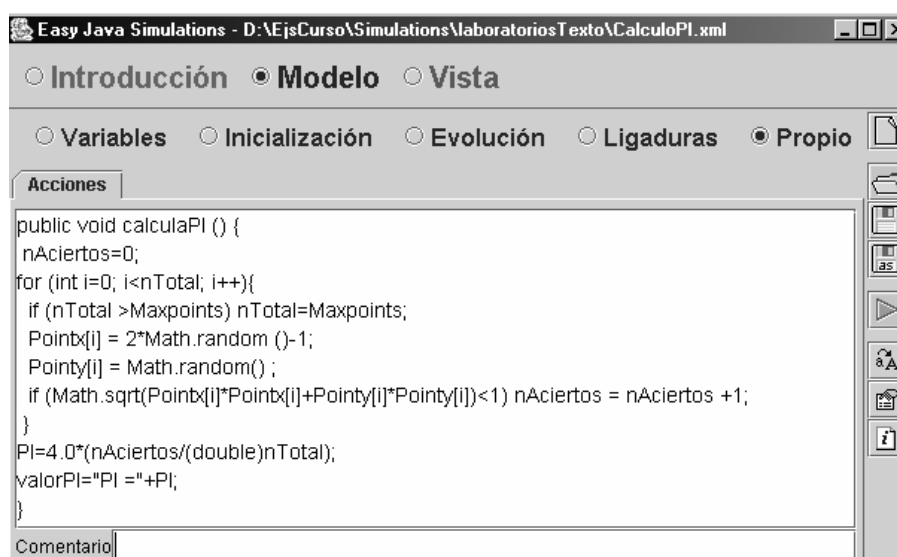 Easy Java Simulations - D:\EjsCurso\Simulations\laboratoriosTexto\CalculoPI.xml
Introducción Modelo Vista
Variables Inicialización Evolución Ligaduras Propio
Acciones
public void calculaPI () {
nAciertos=0;
for (int i=0; i<nTotal; i++){
if (nTotal >Maxpoints) nTotal=Maxpoints;
Pointx[i] = 2*Math.random ()-1;
Pointy[i] = Math.random() ;
if (Math.sqrt(Pointx[i]*Pointx[i]+Pointy[i]*Pointy[i])<1) nAciertos = nAciertos +1;
}
PI=4.0*(nAciertos/(double)nTotal);
valorPI="PI ="+PI;
}
Comentario
as
aA
i